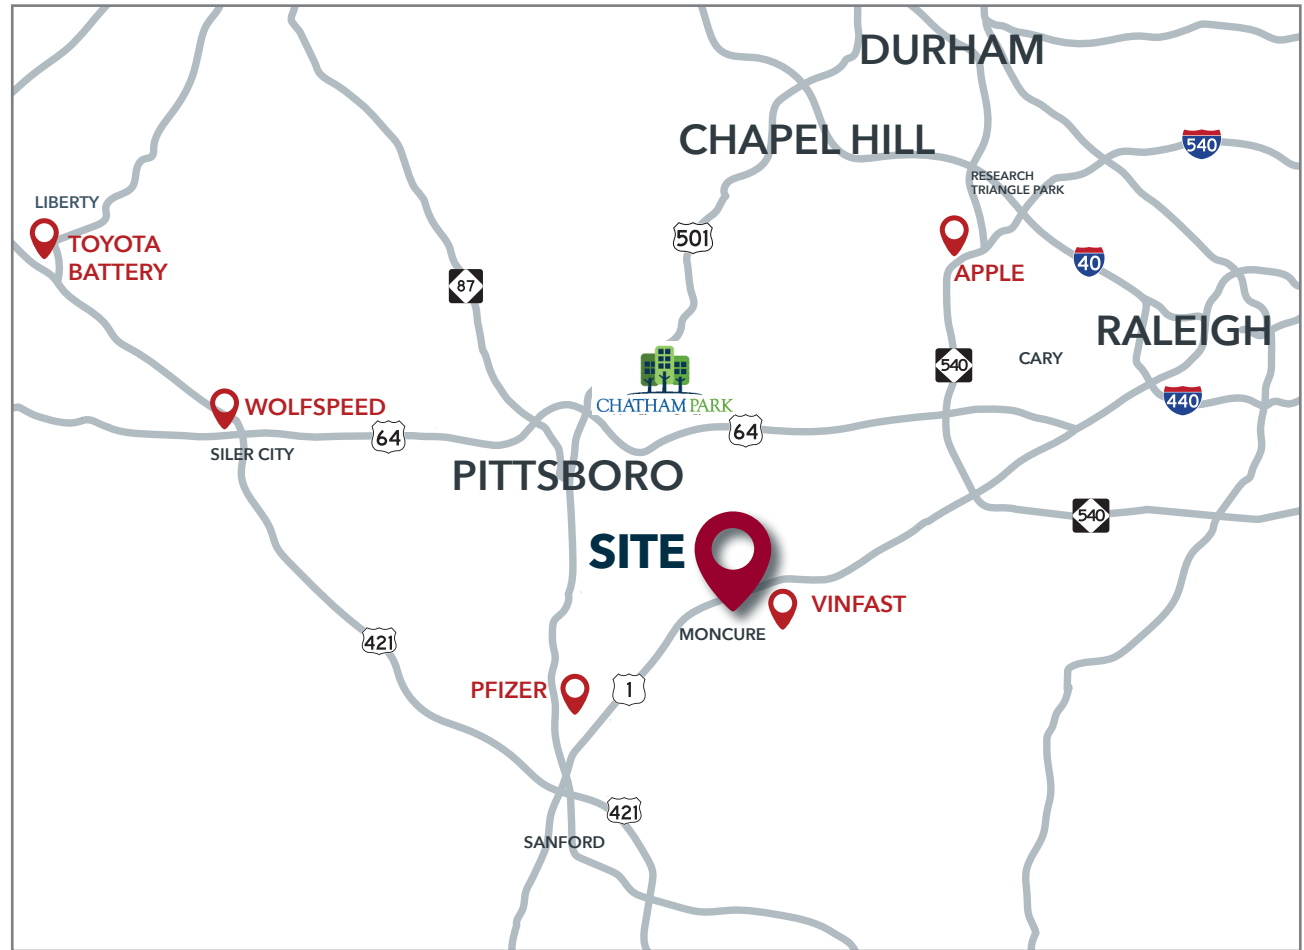 DURHAM
CHAPEL HILL
540
RESEARCH
TRIANGLE PARK
LIBERTY
TOYOTA
BATTERY
501
40
APPLE
87
RALEIGH
CARY
540
CHATHAM PARK
440
WOLFSPEED
64
64
SILER CITY
PITTSBORO
540
SITE
VINFAST
MONCURE
421
PFIZER
1
421
SANFORD